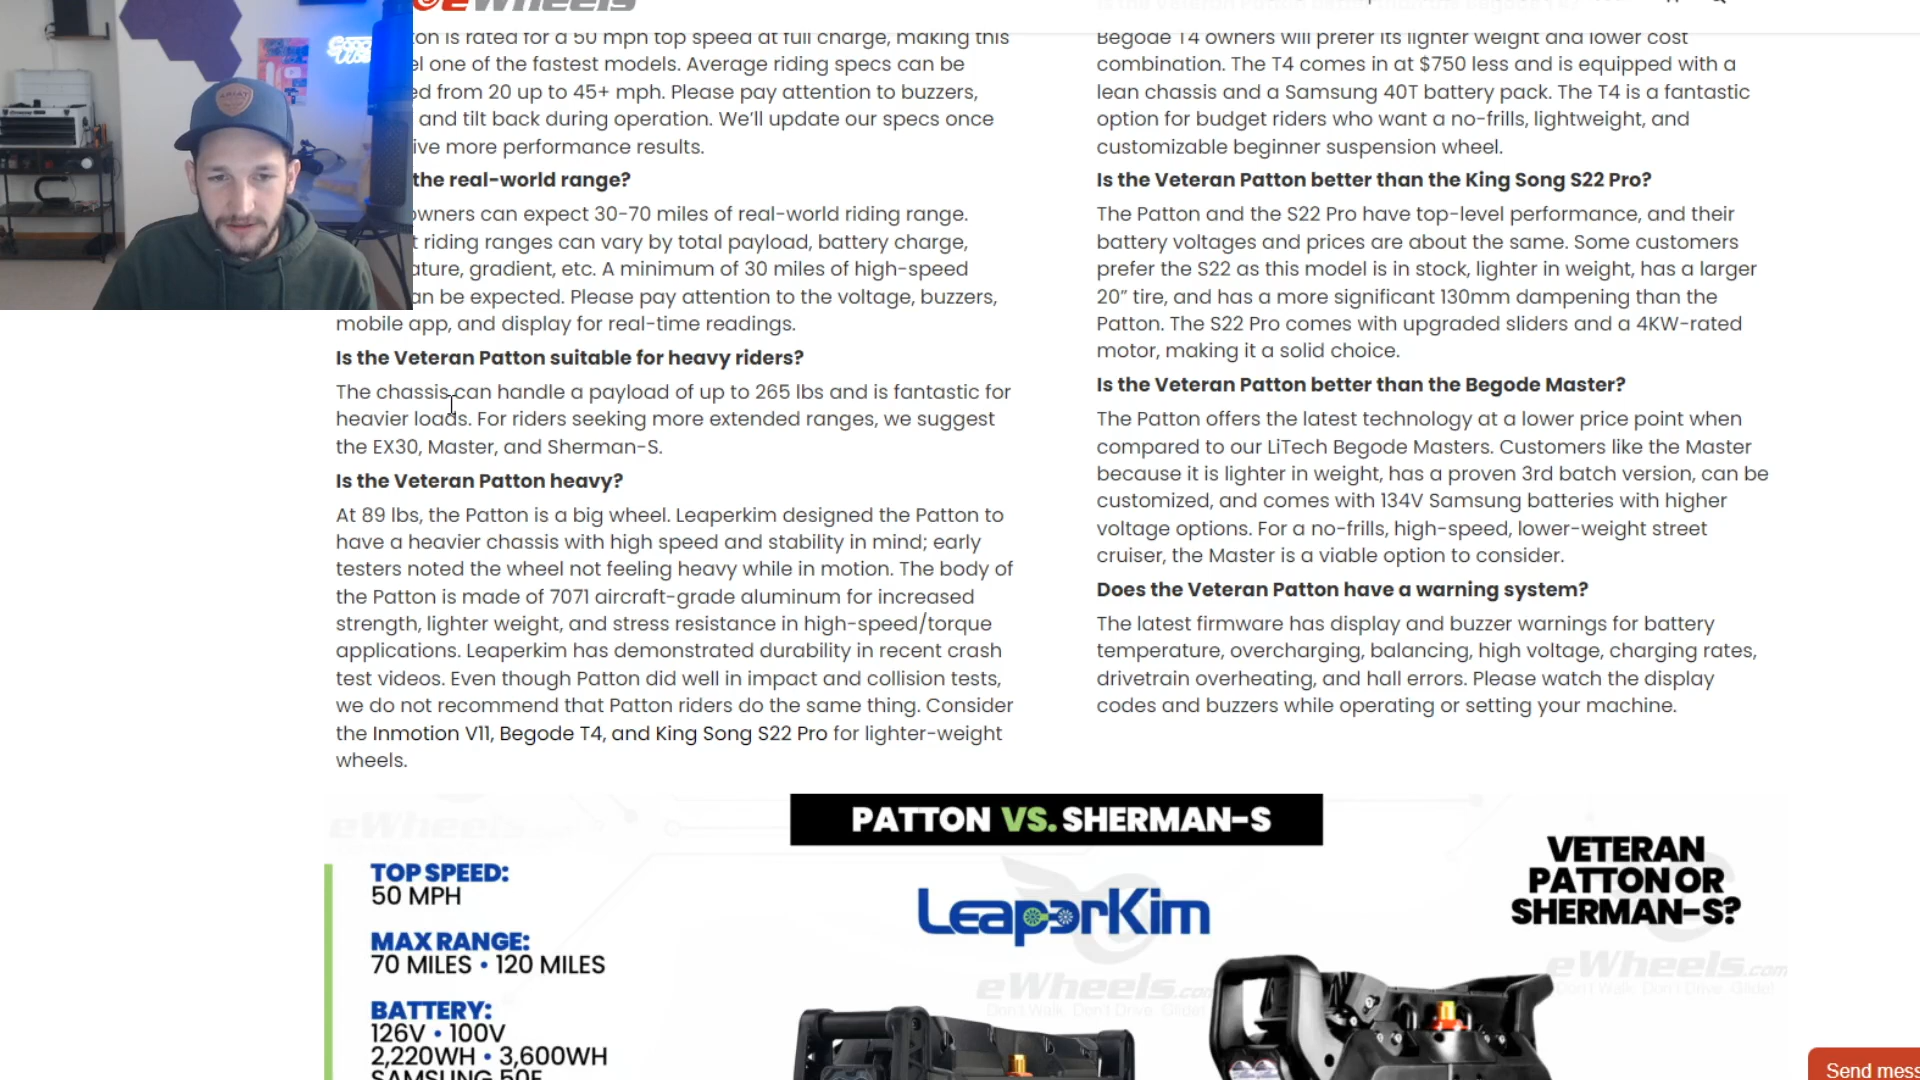 eWheels
on is rated for a 50 mph top speed at full charge, making this
el one of the fastest models. Average riding specs can be
ed from 20 up to 45+ mph. Please pay attention to buzzers,
and tilt back during operation. We'll update our specs once
ive more performance results.
the real-world range?
owners can expect 30-70 miles of real-world riding range.
t riding ranges can vary by total payload, battery charge,
ature, gradient, etc. A minimum of 30 miles of high-speed
an be expected. Please pay attention to the voltage, buzzers,
mobile app, and display for real-time readings.
Is the Veteran Patton suitable for heavy riders?
The chassis can handle a payload of up to 265 lbs and is fantastic for
heavier loads. For riders seeking more extended ranges, we suggest
the EX30, Master, and Sherman-S.
Is the Veteran Patton heavy?
At 89 lbs, the Patton is a big wheel. Leaperkim designed the Patton to
have a heavier chassis with high speed and stability in mind; early
testers noted the wheel not feeling heavy while in motion. The body of
the Patton is made of 7071 aircraft-grade aluminum for increased
strength, lighter weight, and stress resistance in high-speed/torque
applications. Leaperkim has demonstrated durability in recent crash
test videos. Even though Patton did well in impact and collision tests,
we do not recommend that Patton riders do the same thing. Consider
the Inmotion V11, Begode T4, and King Song S22 Pro for lighter-weight
wheels.
Begode T4 owners will prefer its lighter weight and lower cost
combination. The T4 comes in at $750 less and is equipped with a
lean chassis and a Samsung 40T battery pack. The T4 is a fantastic
option for budget riders who want a no-frills, lightweight, and
customizable beginner suspension wheel.
Is the Veteran Patton better than the King Song S22 Pro?
The Patton and the S22 Pro have top-level performance, and their
battery voltages and prices are about the same. Some customers
prefer the S22 as this model is in stock, lighter in weight, has a larger
20" tire, and has a more significant 130mm dampening than the
Patton. The S22 Pro comes with upgraded sliders and a 4KW-rated
motor, making it a solid choice.
Is the Veteran Patton better than the Begode Master?
The Patton offers the latest technology at a lower price point when
compared to our LiTech Begode Masters. Customers like the Master
because it is lighter in weight, has a proven 3rd batch version, can be
customized, and comes with 134V Samsung batteries with higher
voltage options. For a no-frills, high-speed, lower-weight street
cruiser, the Master is a viable option to consider.
Does the Veteran Patton have a warning system?
The latest firmware has display and buzzer warnings for battery
temperature, overcharging, balancing, high voltage, charging rates,
drivetrain overheating, and hall errors. Please watch the display
codes and buzzers while operating or setting your machine.
PATTON VS. SHERMAN-S
eWheels
TOP SPEED:
50 MPH
MAX RANGE:
70 MILES • 120 MILES
BATTERY:
126V • 100V
2,220WH • 3,600WH
SAMSUNG 50E
LeaperKim
VETERAN
PATTON OR
SHERMAN-S?
eWheels.com
Don't Walk. Don't Drive. Glide!
eWheels.com
Don't Walk. Don't Drive. Glide!
Send mess
ARIAT